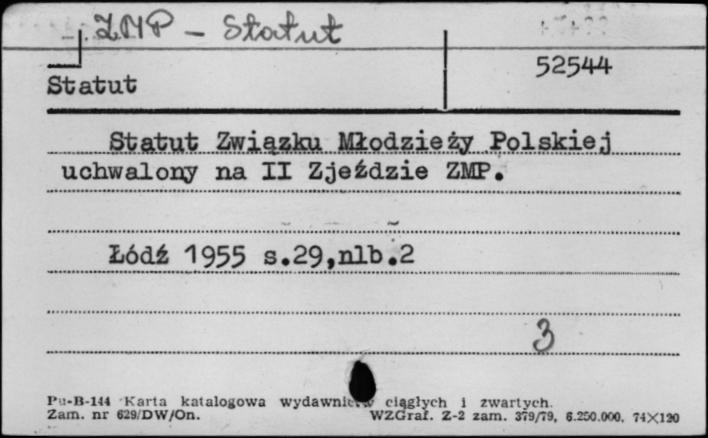 ZMP - Statut
52544
Statut
Statut Związku Młodzieży Polskiej
uchwalony na II Zjeździe ZMP.
Łódź 1955 s.29,nlb.2
3
Pu-B-144 Karta katalogowa wydawnictw ciągłych i zwartych.
Zam. nr 629/DW/On. WZGraf. Z-2 zam. 379/79, 6.250.000. 74X120